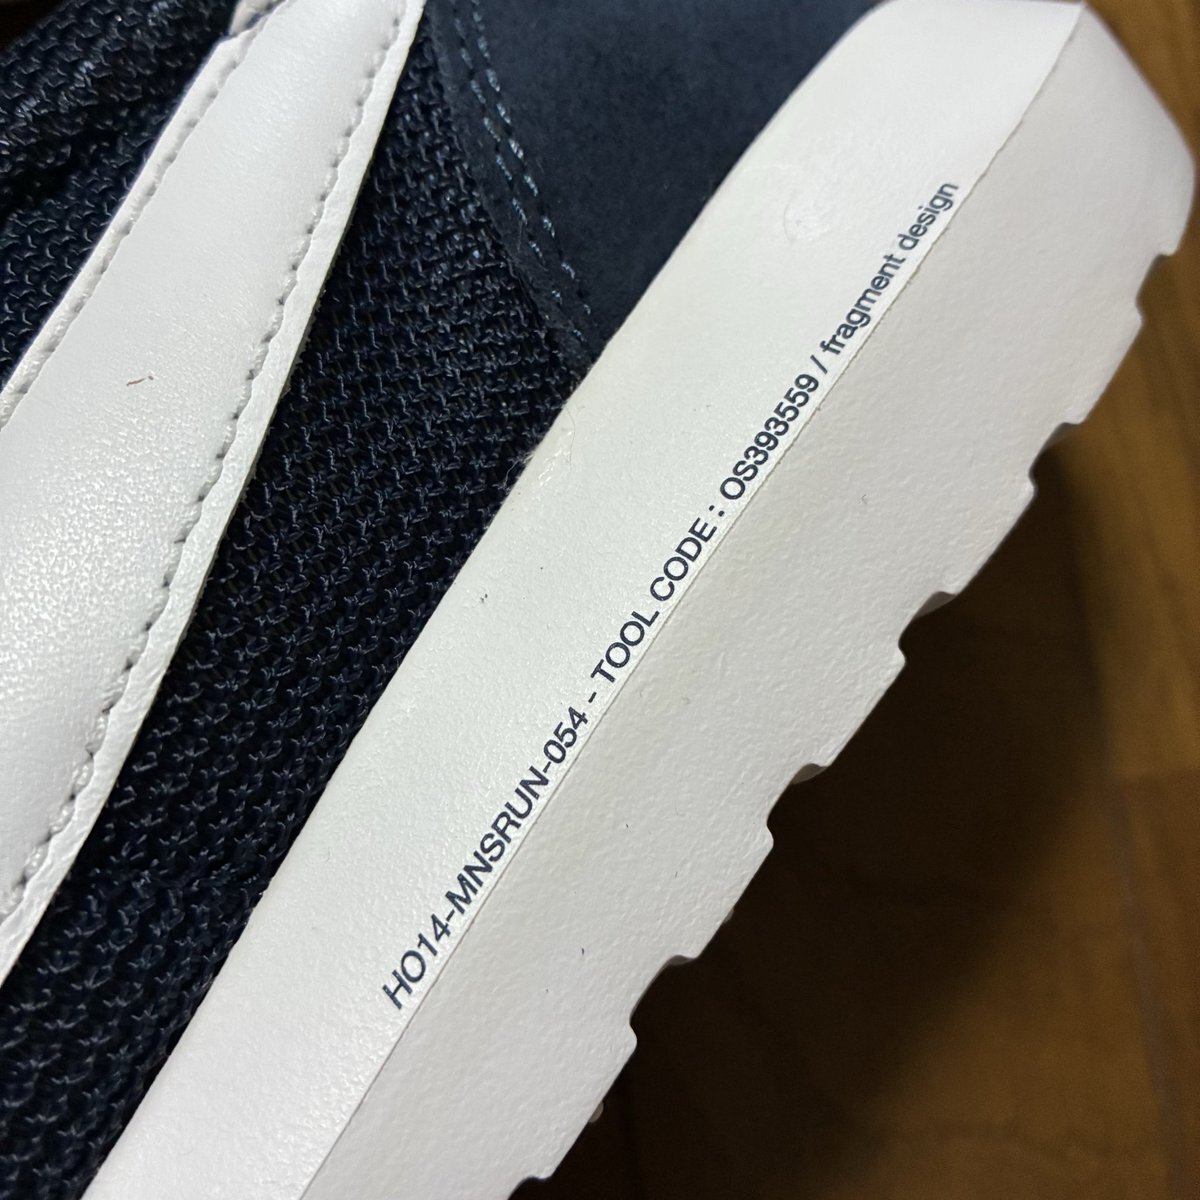 HO14-MNSRUN-054 - TOOL CODE : OS393559 / fragment design